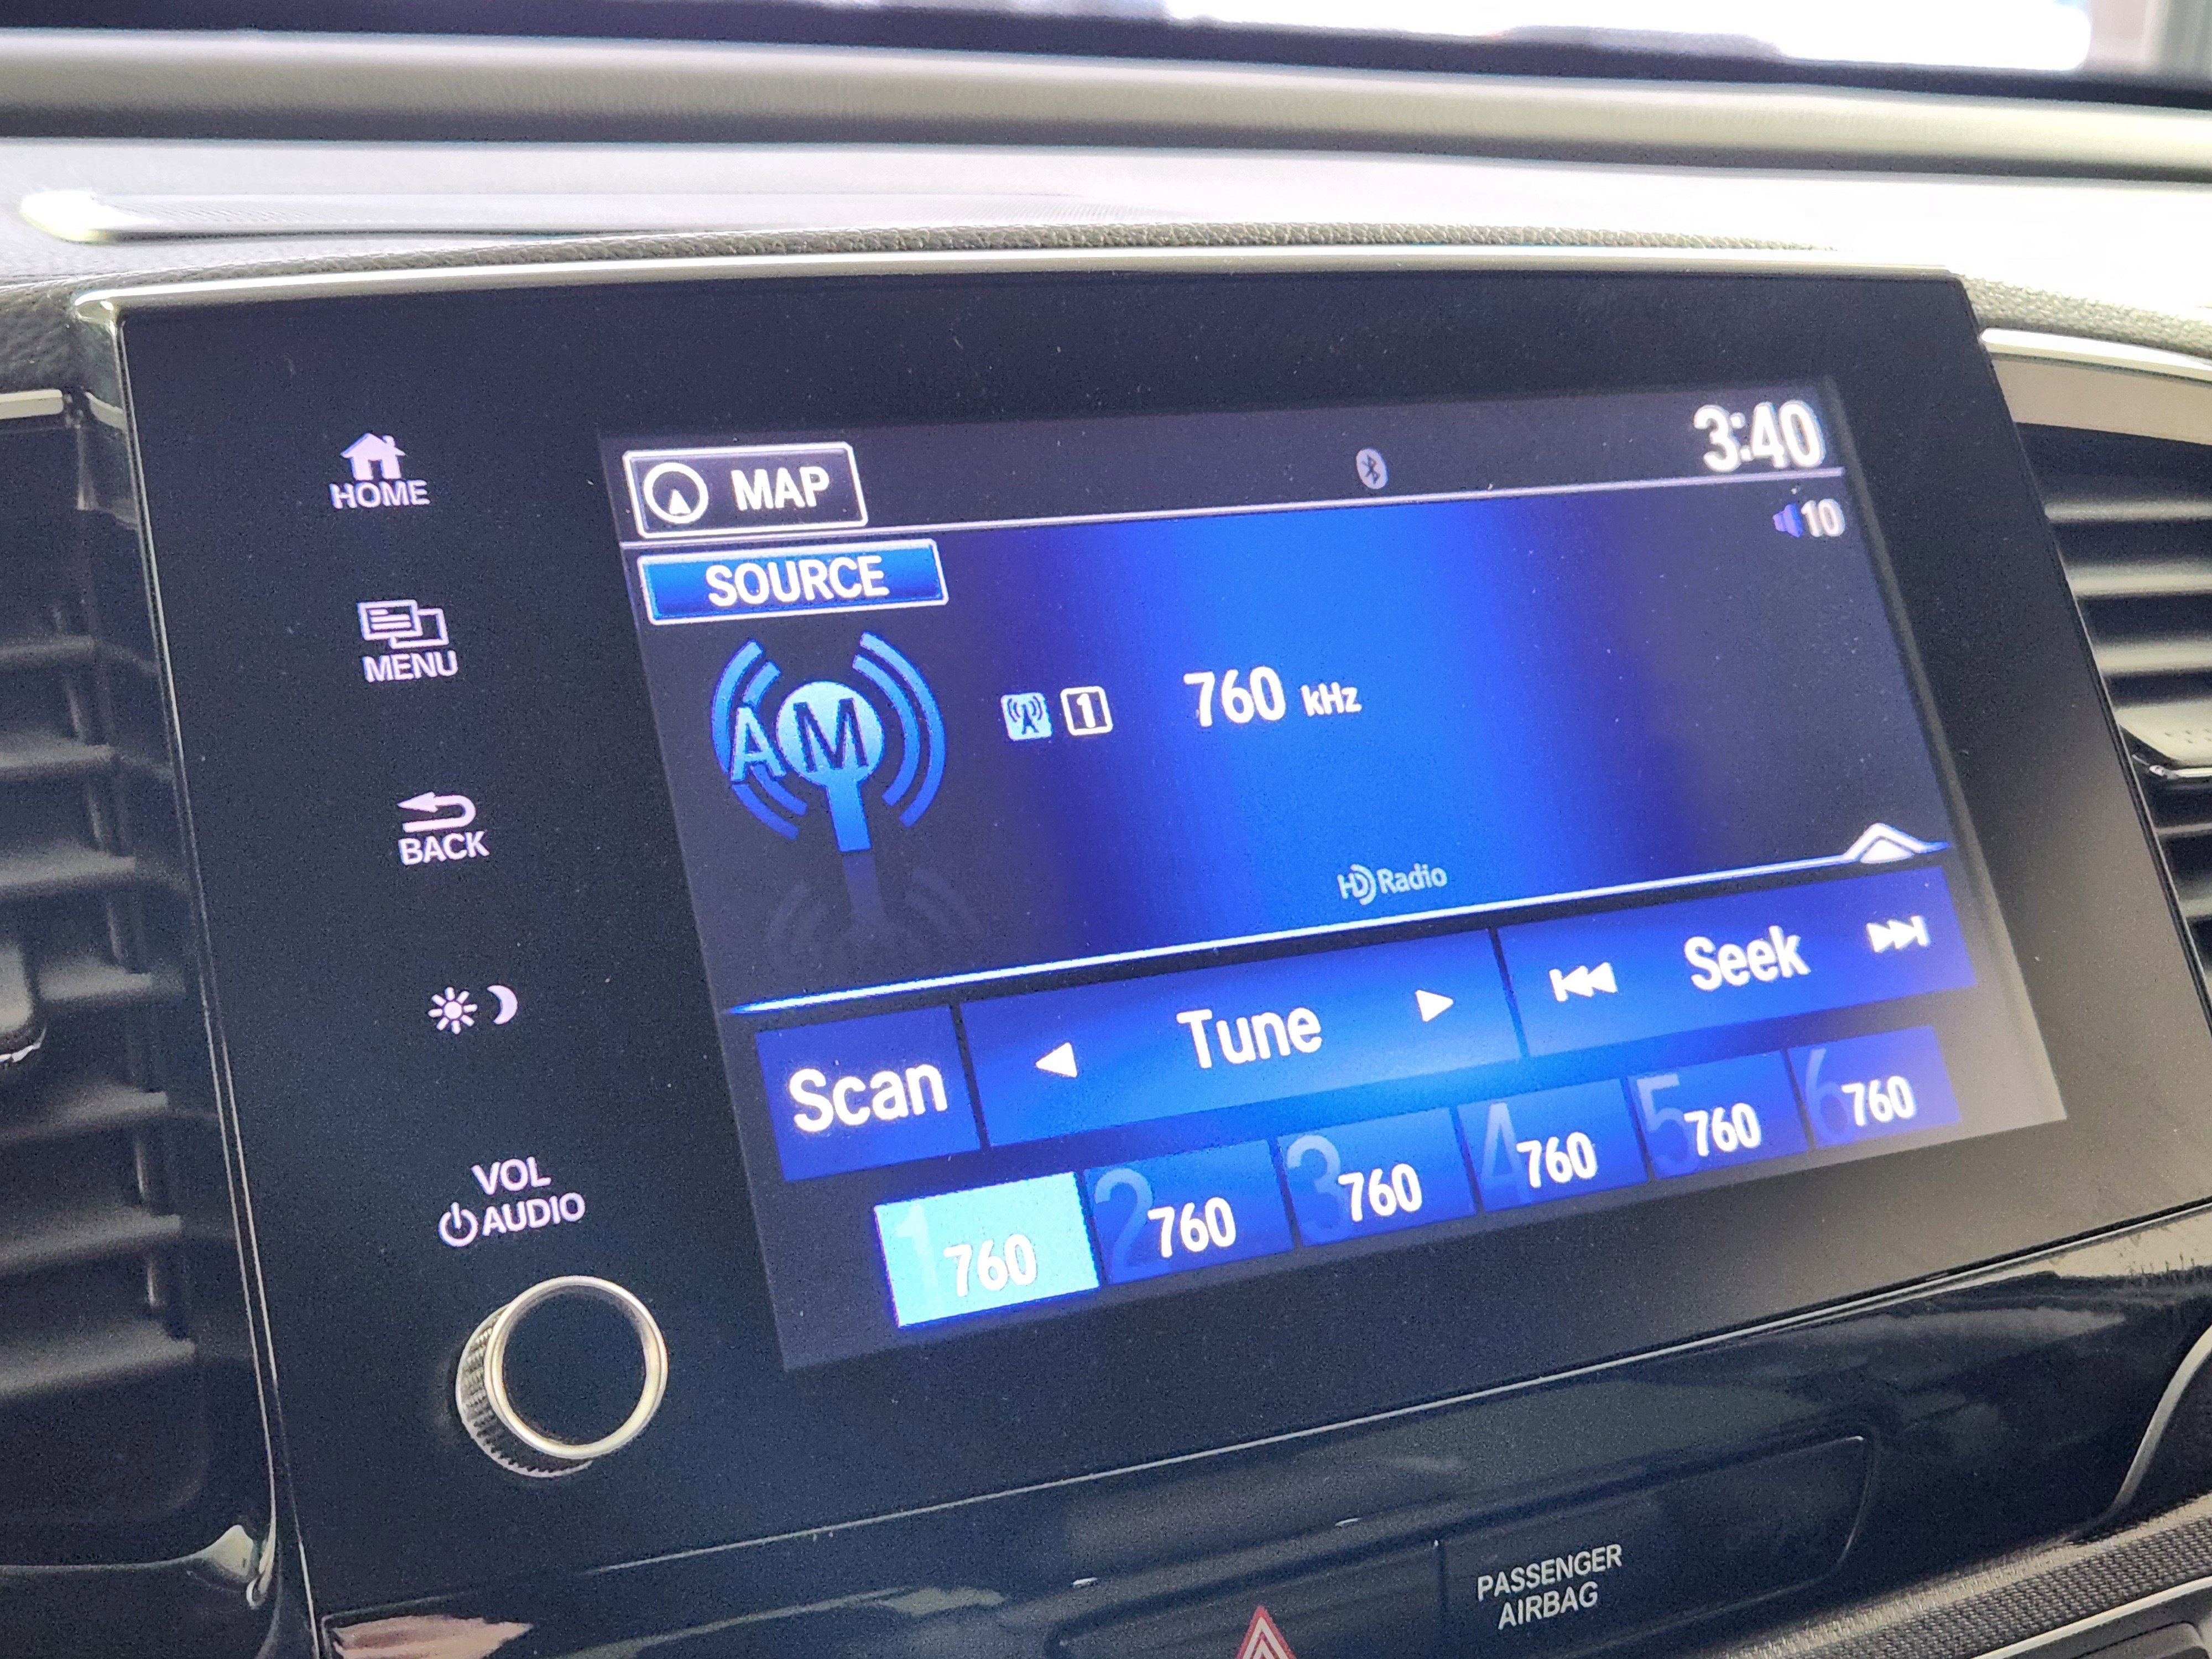 HOME
MENU
BACK
VOL
AUDIO
MAP
3:40
10
SOURCE
AM
1 760 kHz
HD Radio
Scan
Tune
Seek
1 760
2 760
3 760
4 760
5 760
6 760
PASSENGER
AIRBAG